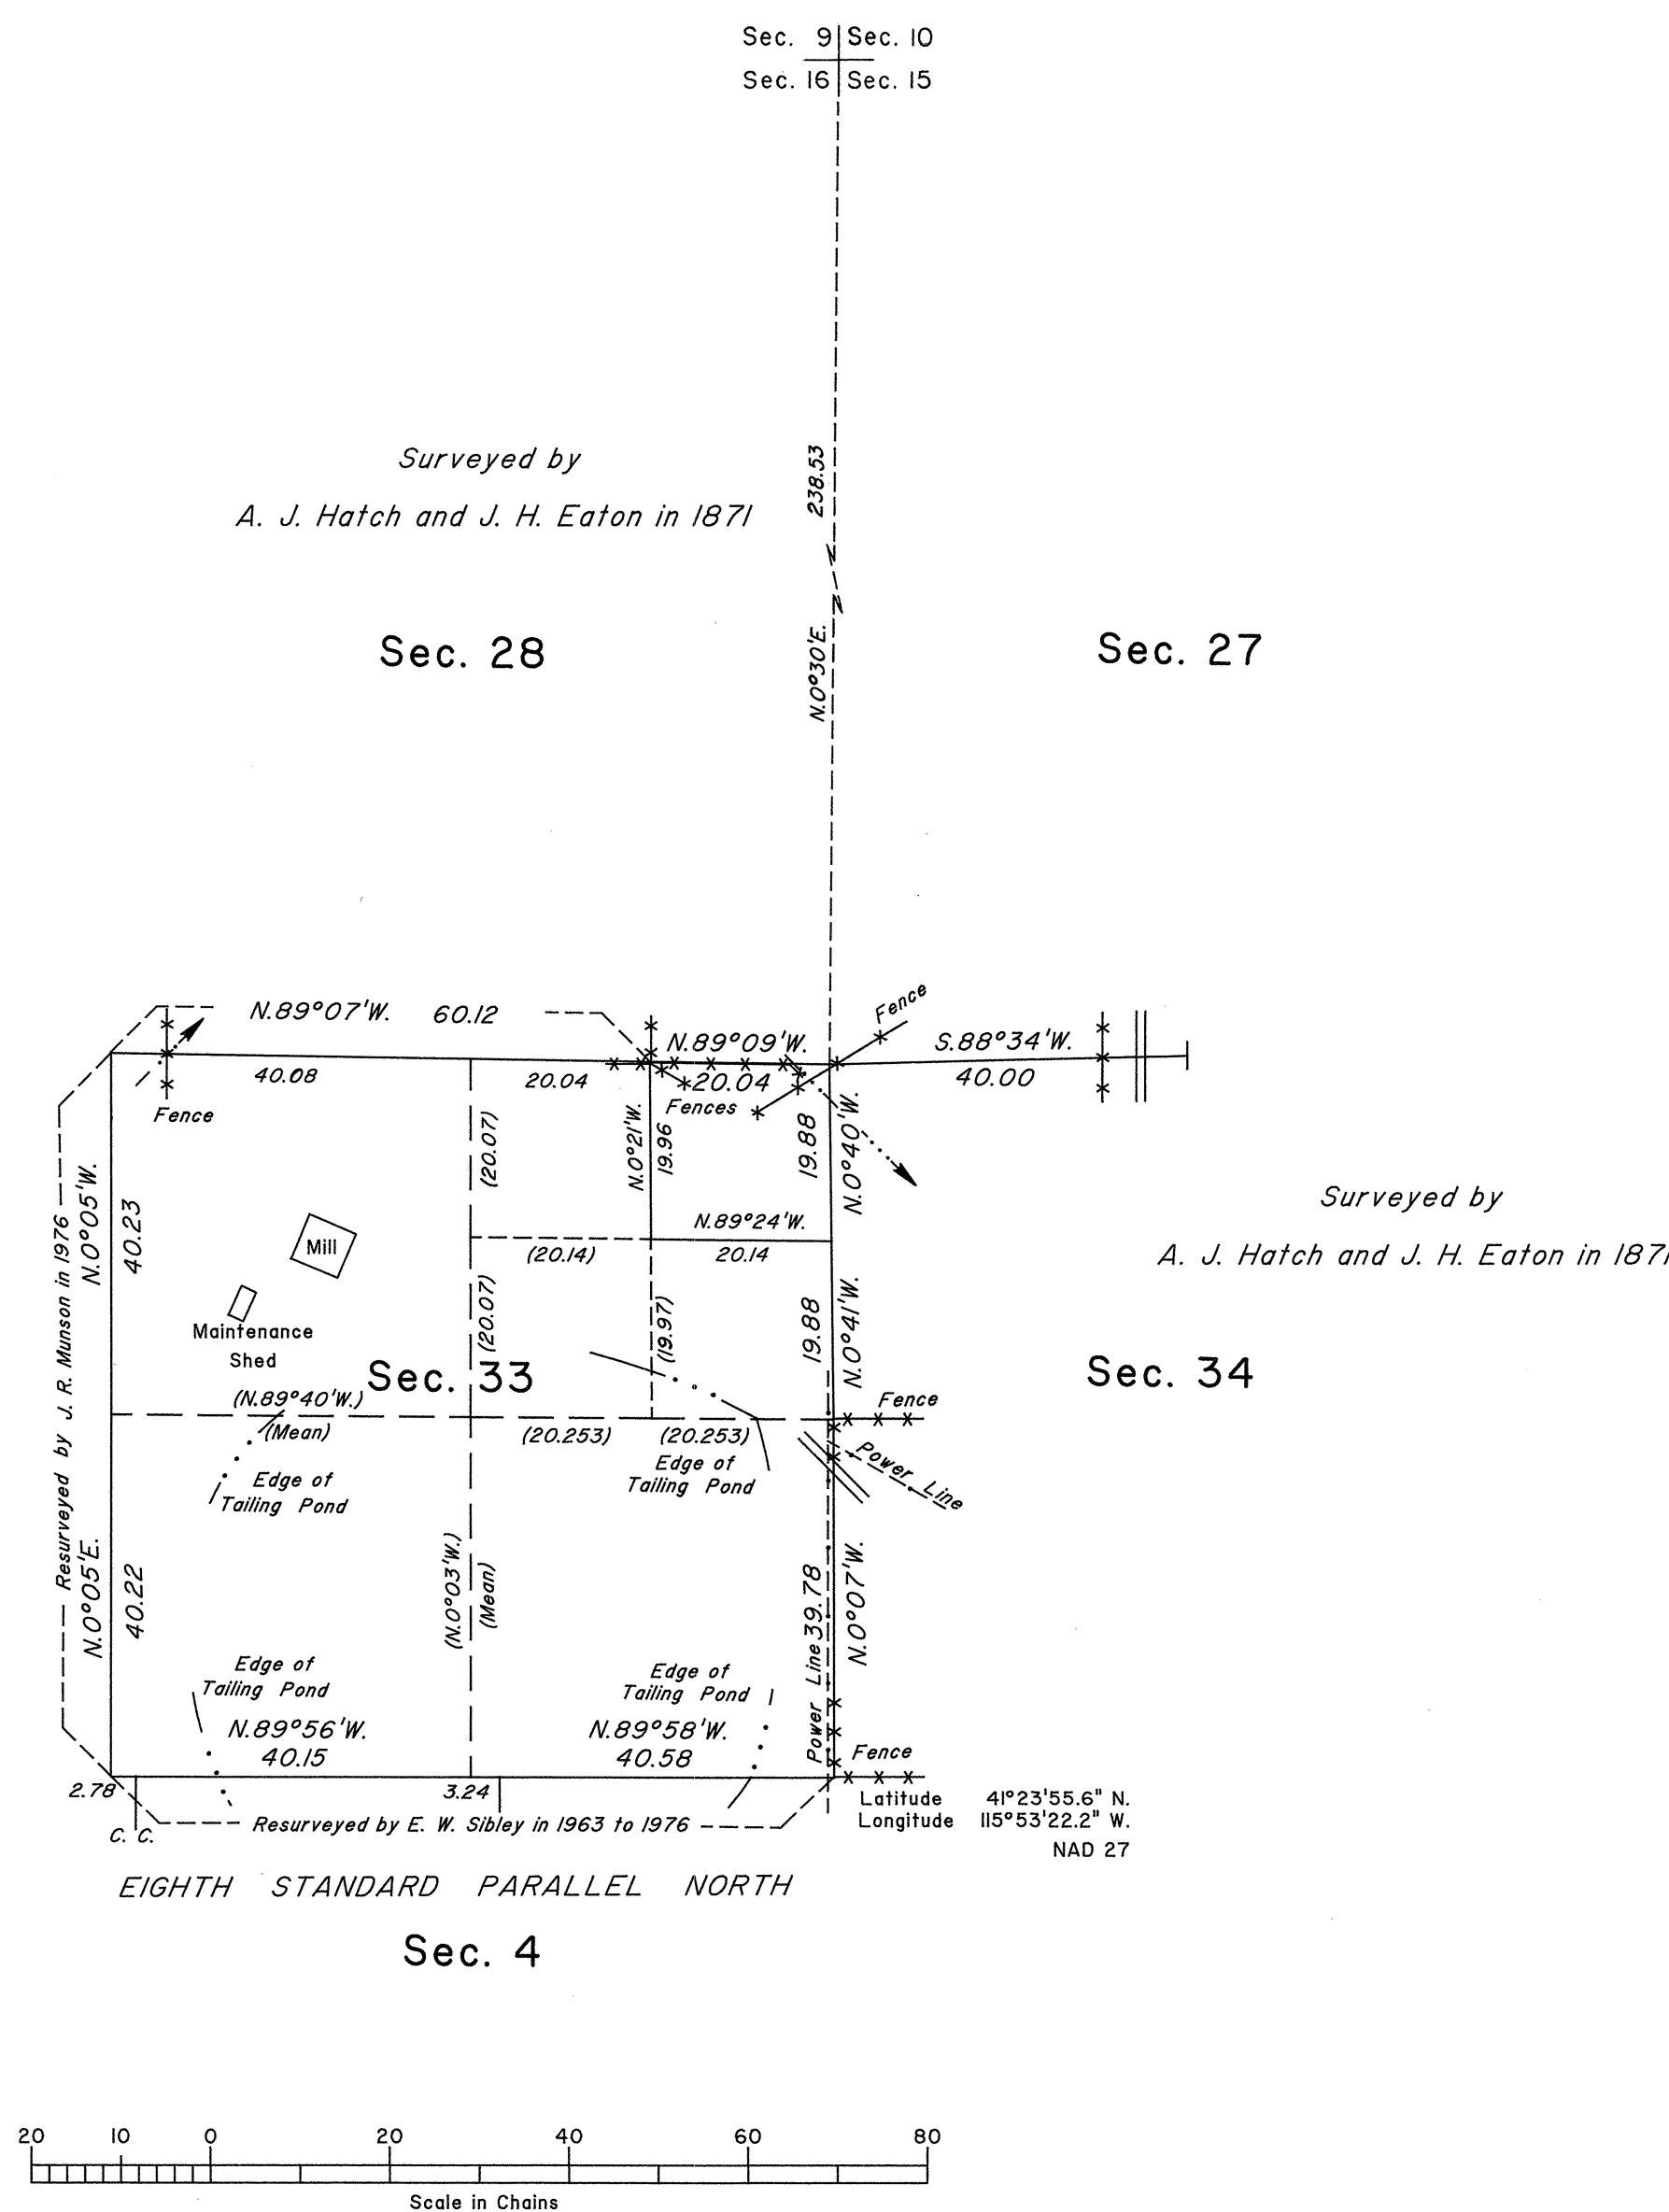 Sec. 9 Sec. 10
Sec. 16 Sec. 15
238.53
N.0°30'E.
Surveyed by
A. J. Hatch and J. H. Eaton in 1871
Sec. 28
Sec. 27
Fence
N.89°07'W. 60.12
N.89°09'W.
S.88°34'W.
40.08
20.04
20.04
40.00
Fence
Fences
(20.07)
N.0°21'W.
19.96
19.88
N.0°40'W.
Resurveyed by J. R. Munson in 1976
N.0°05'W.
40.23
Mill
N.89°24'W.
(20.14)
20.14
Surveyed by
A. J. Hatch and J. H. Eaton in 1871
Maintenance
Shed
(20.07)
(19.97)
19.88
N.0°41'W.
Sec. 33
Sec. 34
(N.89°40'W.)
(Mean)
(20.253)
(20.253)
Fence
Edge of
Tailing Pond
Edge of
Tailing Pond
Power Line
N.0°05'E.
40.22
(N.0°03'W.)
(Mean)
Power Line
39.78
N.0°07'W.
Edge of
Tailing Pond
Edge of
Tailing Pond
N.89°56'W.
40.15
N.89°58'W.
40.58
Fence
2.78
3.24
C. C.
Resurveyed by E. W. Sibley in 1963 to 1976
Latitude 41°23'55.6" N.
Longitude 115°53'22.2" W.
NAD 27
EIGHTH STANDARD PARALLEL NORTH
Sec. 4
20 10 0 20 40 60 80
Scale in Chains